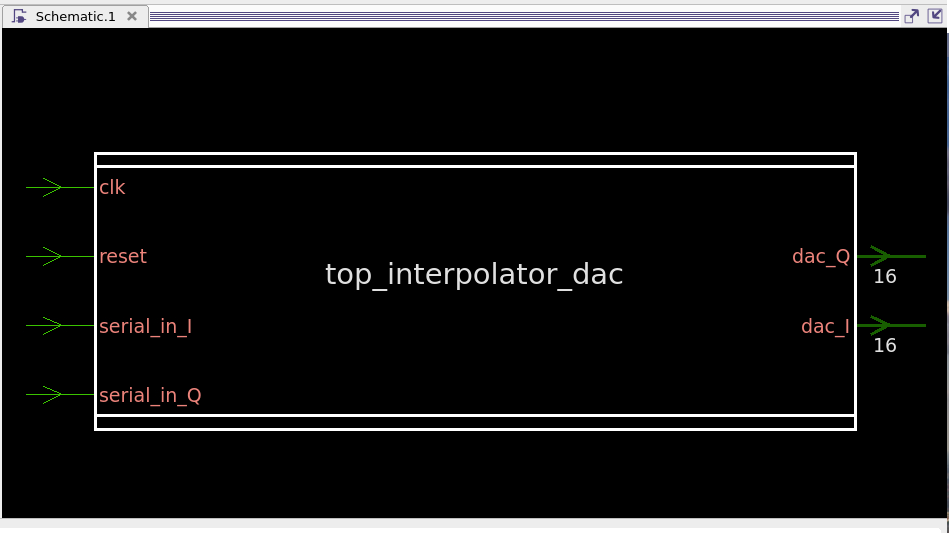 Schematic.1
clk
reset
serial_in_I
serial_in_Q
top_interpolator_dac
dac_Q
16
dac_I
16